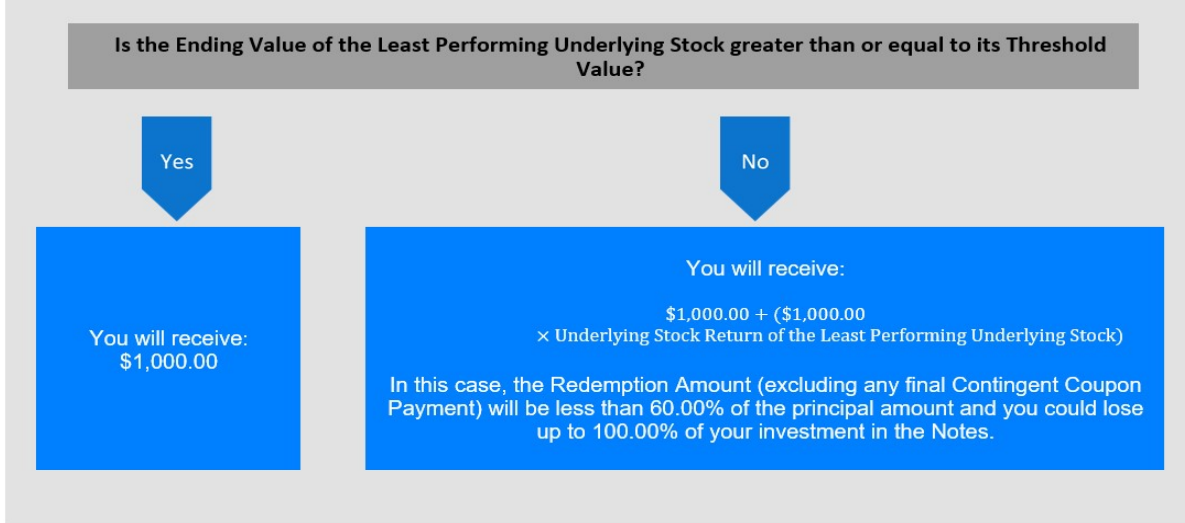 Is the Ending Value of the Least Performing Underlying Stock greater than or equal to its Threshold
Value?
Yes
No
You will receive:
$1,000.00
You will receive:
$1,000.00 + ($1,000.00
× Underlying Stock Return of the Least Performing Underlying Stock)
In this case, the Redemption Amount (excluding any final Contingent Coupon
Payment) will be less than 60.00% of the principal amount and you could lose
up to 100.00% of your investment in the Notes.